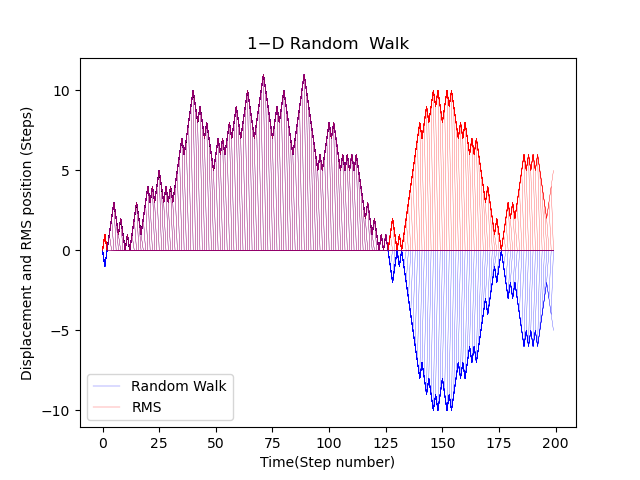 1−D Random  Walk
Displacement and RMS position (Steps)
10
5
0
−5
−10
Random Walk
RMS
0 25 50 75 100 125 150 175 200
Time(Step number)